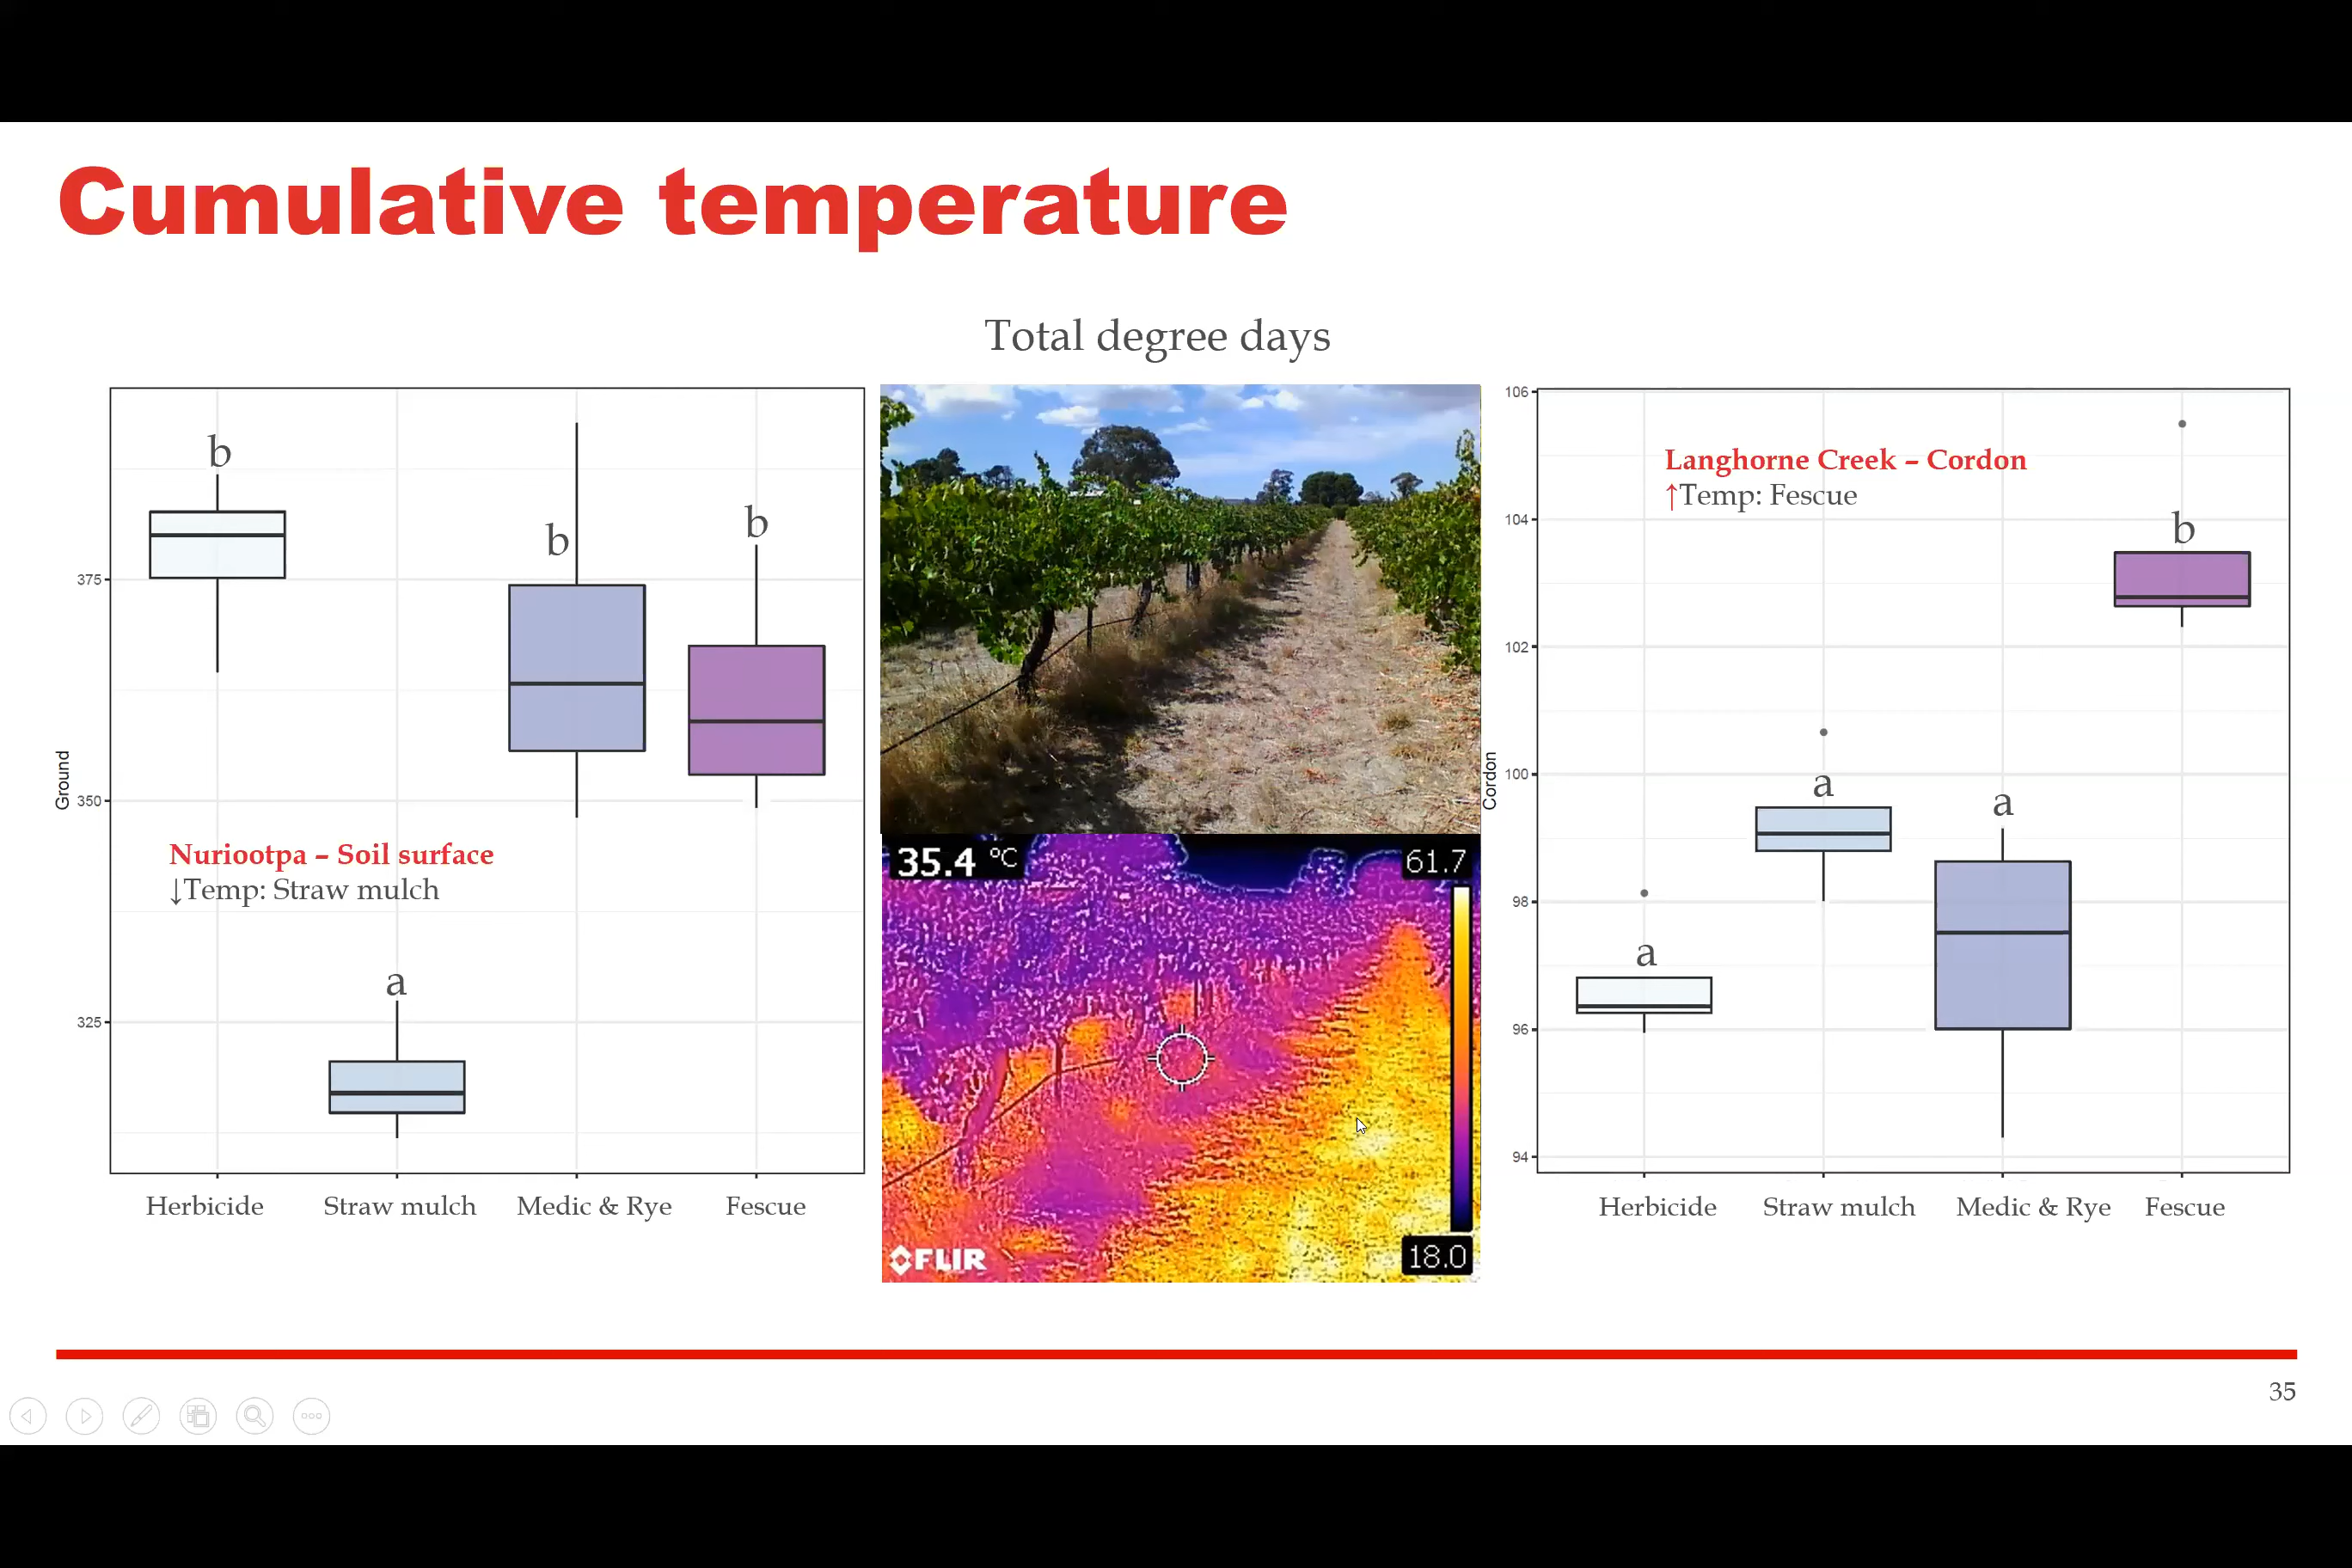 Cumulative temperature
Total degree days
Ground
375
350
325
b
a
b
b
Nuriootpa – Soil surface
↓Temp: Straw mulch
Herbicide
Straw mulch
Medic & Rye
Fescue
35.4 °C
61.7
18.0
FLIR
Cordon
106
104
102
100
98
96
94
Langhorne Creek – Cordon
↑Temp: Fescue
a
a
a
b
Herbicide
Straw mulch
Medic & Rye
Fescue
35